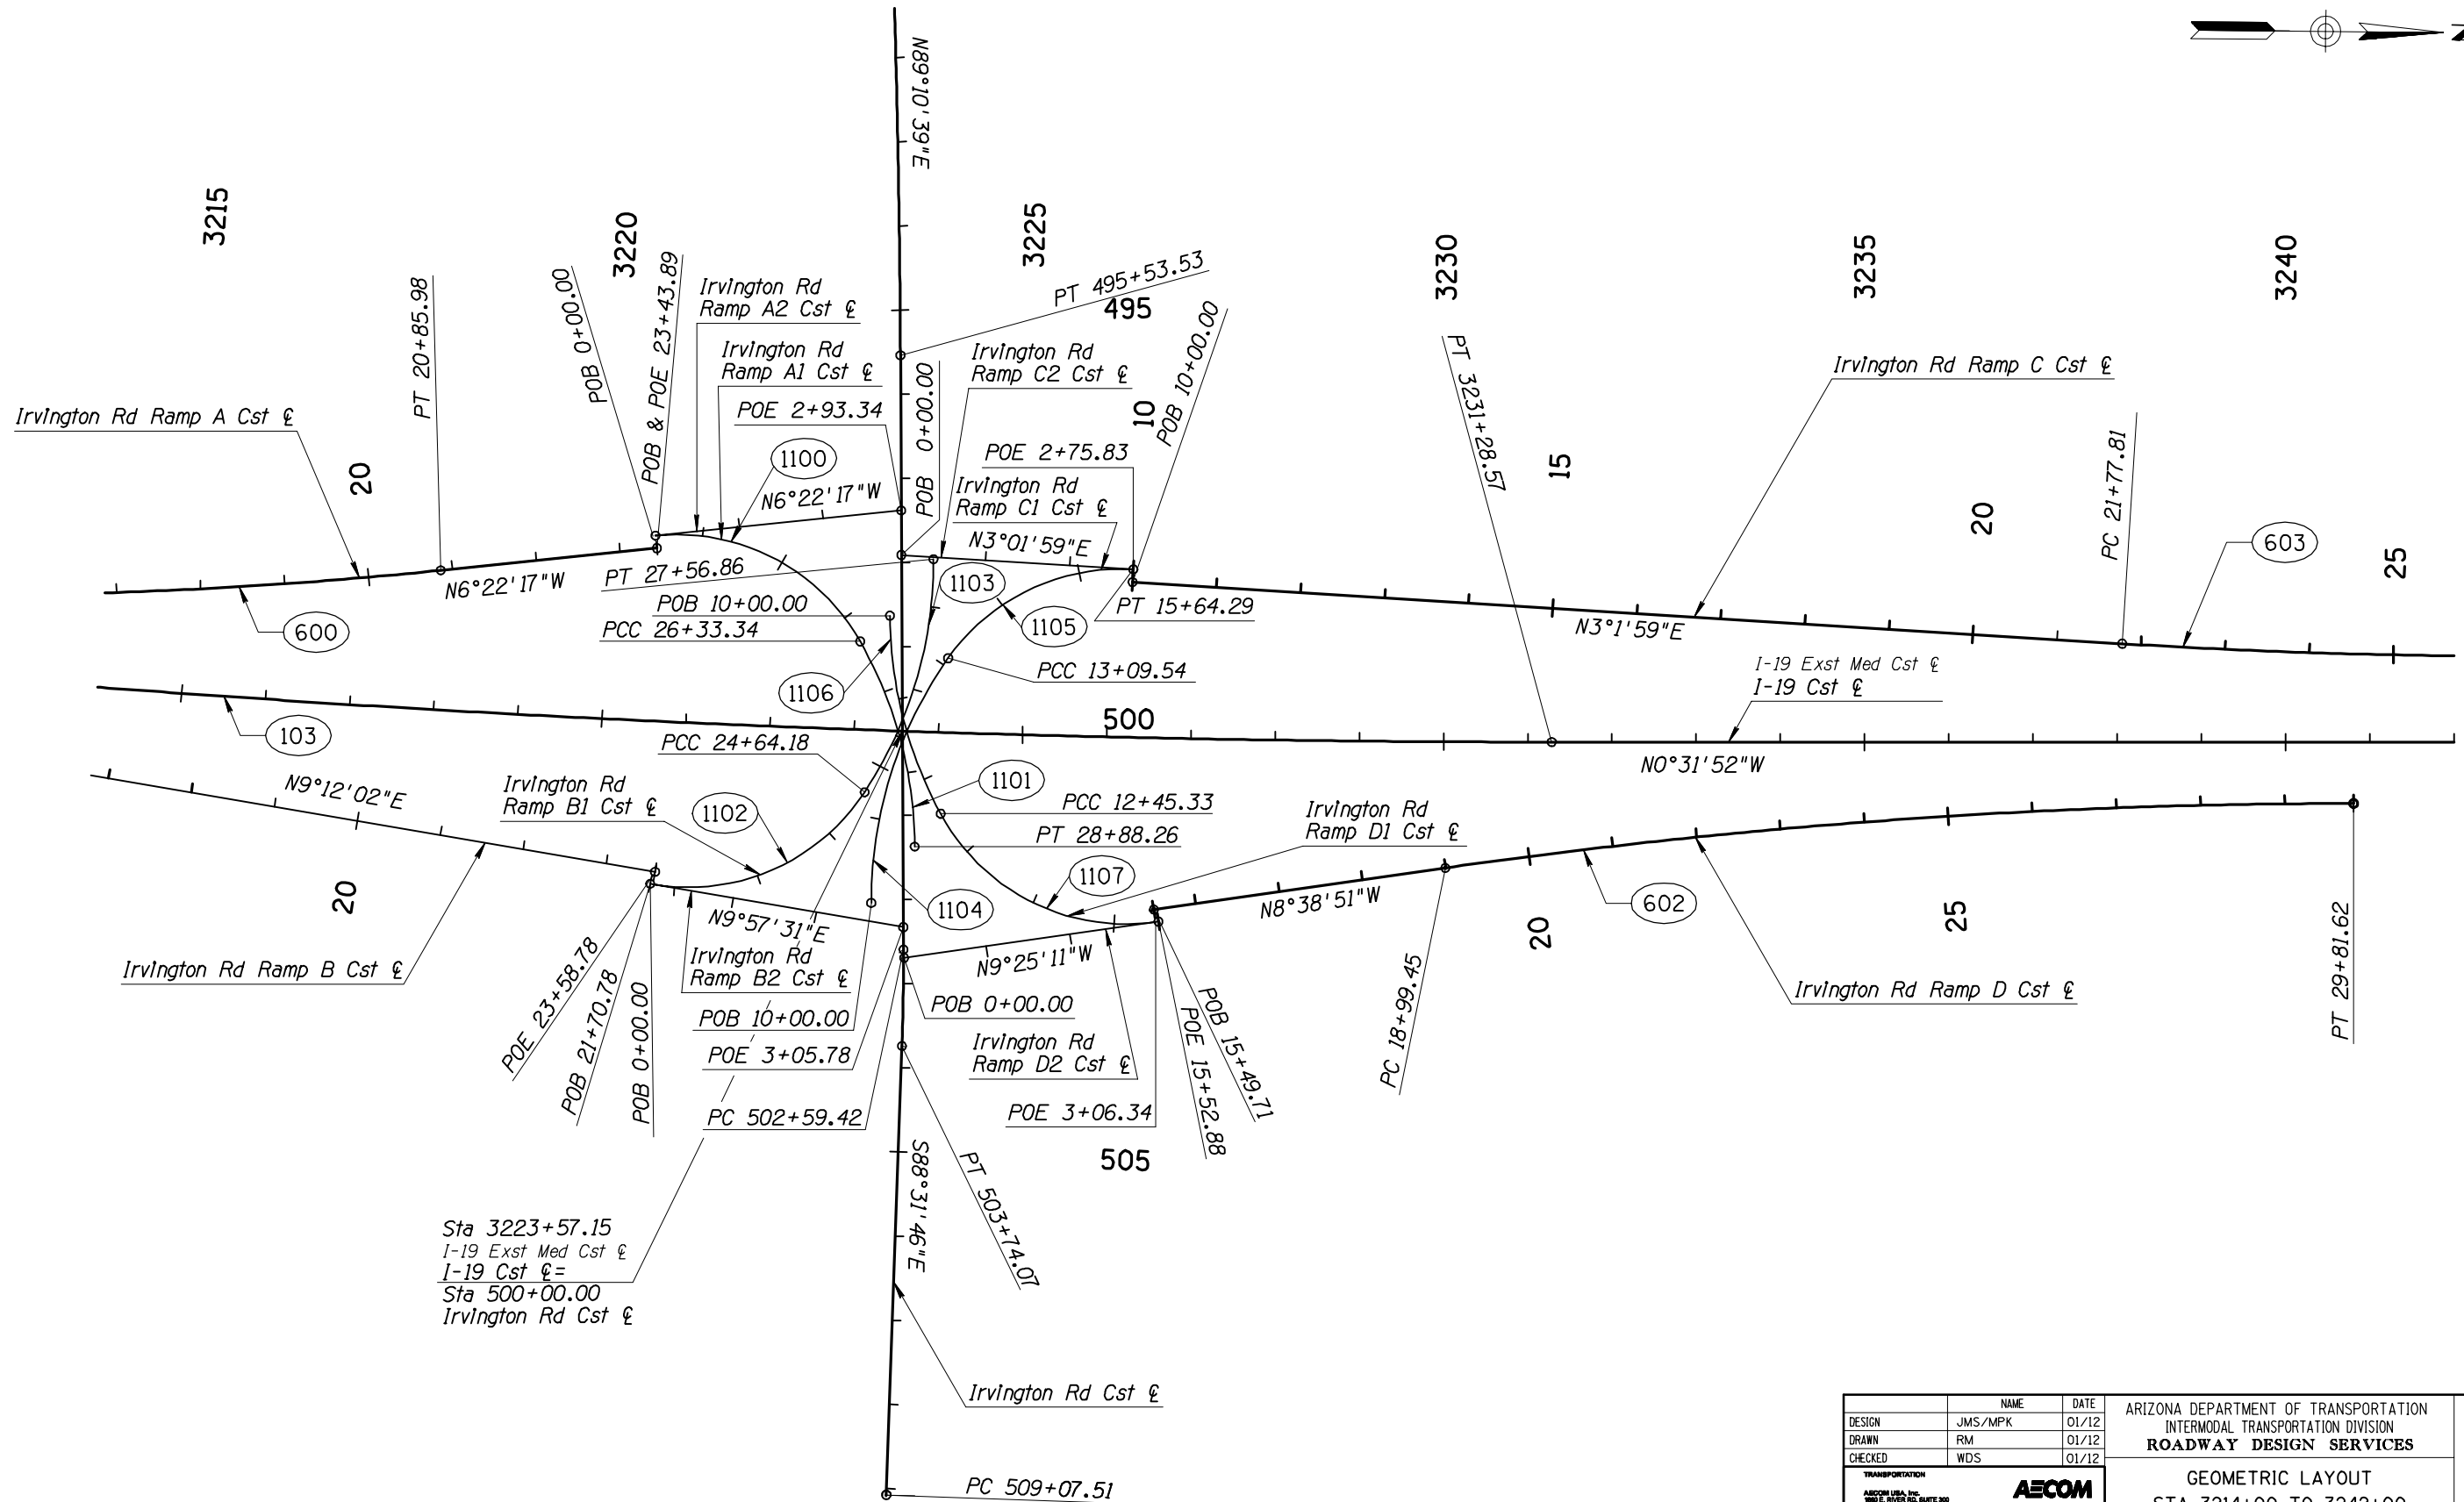 N89°10'39"E
3215
3220
3225
3230
3235
3240
PT 20+85.98
POB 0+00.00
POB & POE 23+43.89
Irvington Rd
Ramp A2 Cst ℄
Irvington Rd
Ramp A1 Cst ℄
POE 2+93.34
1100
N6°22'17"W
PT 495+53.53
495
POB 0+00.00
Irvington Rd
Ramp C2 Cst ℄
10
POB 10+00.00
POE 2+75.83
Irvington Rd
Ramp C1 Cst ℄
N3°01'59"E
PT 3231+28.57
15
Irvington Rd Ramp C Cst ℄
20
PC 21+77.81
603
25
Irvington Rd Ramp A Cst ℄
20
N6°22'17"W
600
PT 27+56.86
POB 10+00.00
PCC 26+33.34
1103
1105
PT 15+64.29
N3°1'59"E
PCC 13+09.54
1106
I-19 Exst Med Cst ℄
I-19 Cst ℄
103
500
PCC 24+64.18
N0°31'52"W
N9°12'02"E
Irvington Rd
Ramp B1 Cst ℄
1102
1101
PCC 12+45.33
PT 28+88.26
Irvington Rd
Ramp D1 Cst ℄
1107
1104
N8°38'51"W
602
20
25
20
N9°57'31"E
N9°25'11"W
Irvington Rd Ramp B Cst ℄
Irvington Rd
Ramp B2 Cst ℄
Irvington Rd Ramp D Cst ℄
PT 29+81.62
POE 23+58.78
POB 21+70.78
POB 0+00.00
POB 10+00.00
POB 0+00.00
POE 3+05.78
Irvington Rd
Ramp D2 Cst ℄
POB 15+49.71
POE 15+52.88
PC 18+99.45
PC 502+59.42
POE 3+06.34
S88°31'46"E
PT 503+74.07
505
Sta 3223+57.15
I-19 Exst Med Cst ℄
I-19 Cst ℄=
Sta 500+00.00
Irvington Rd Cst ℄
Irvington Rd Cst ℄
PC 509+07.51
NAME DATE
DESIGN JMS/MPK 01/12
DRAWN RM 01/12
CHECKED WDS 01/12
ARIZONA DEPARTMENT OF TRANSPORTATION
INTERMODAL TRANSPORTATION DIVISION
ROADWAY DESIGN SERVICES
TRANSPORTATION
AECOM USA, Inc.
AECOM
GEOMETRIC LAYOUT
STA 3214+00 TO 3242+00